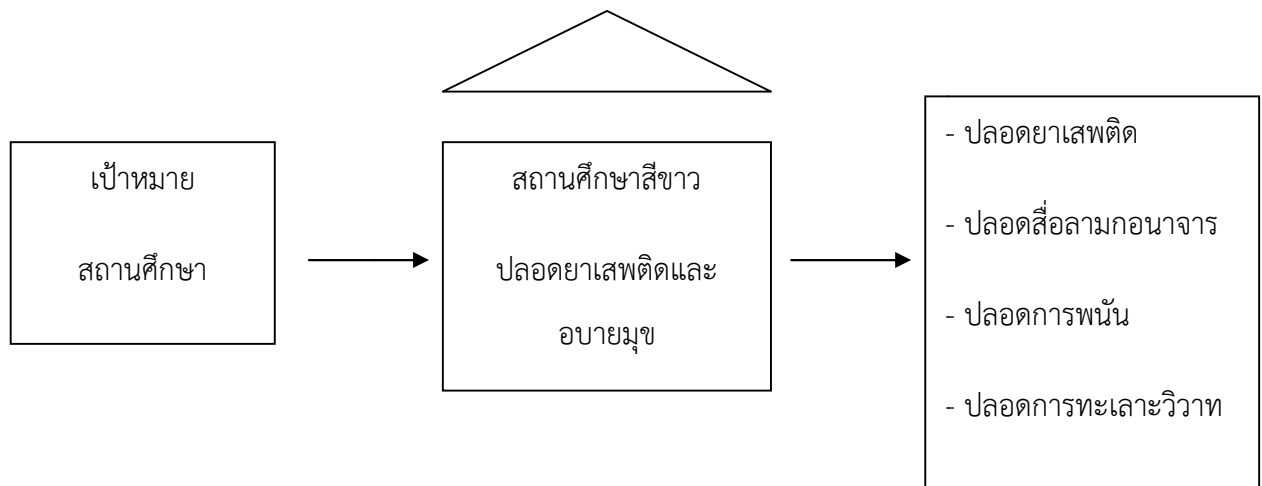 เป้าหมาย
สถานศึกษา
สถานศึกษาสีขาว
ปลอดยาเสพติดและ
อบายมุข
- ปลอดยาเสพติด
- ปลอดสื่อลามกอนาจาร
- ปลอดการพนัน
- ปลอดการทะเลาะวิวาท